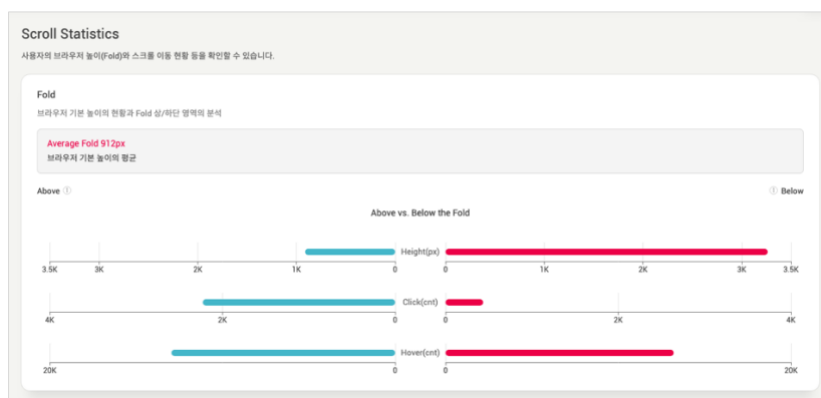 Scroll Statistics
사용자의 브라우저 높이(Fold)와 스크롤 이동 현황 등을 확인할 수 있습니다.
Fold
브라우저 기본 높이의 현황과 Fold 상/하단 영역의 분석
Average Fold 912px
브라우저 기본 높이의 평균
Above
Below
Above vs. Below the Fold
Height(px)
3.5K 3K 2K 1K 0 0 1K 2K 3K 3.5K
Click(cnt)
4K 2K 0 0 2K 4K
Hover(cnt)
20K 0 0 20K